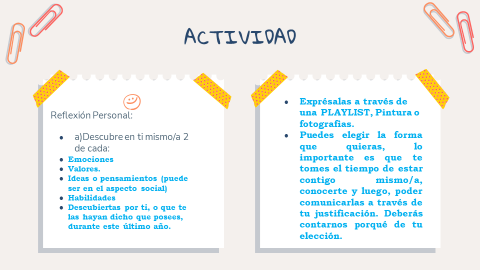 ACTIVIDAD
Reflexión Personal:
a)Descubre en ti mismo/a 2
de cada:
Emociones
Valores.
Ideas o pensamientos (puede
ser en el aspecto social)
Habilidades
Descubiertas por ti, o que te
las hayan dicho que posees,
durante este último año.
Exprésalas a través de
una PLAYLIST, Pintura o
fotografías.
Puedes elegir la forma
que quieras, lo
importante es que te
tomes el tiempo de estar
contigo mismo/a,
conocerte y luego, poder
comunicarlas a través de
tu justificación. Deberás
contarnos porqué de tu
elección.